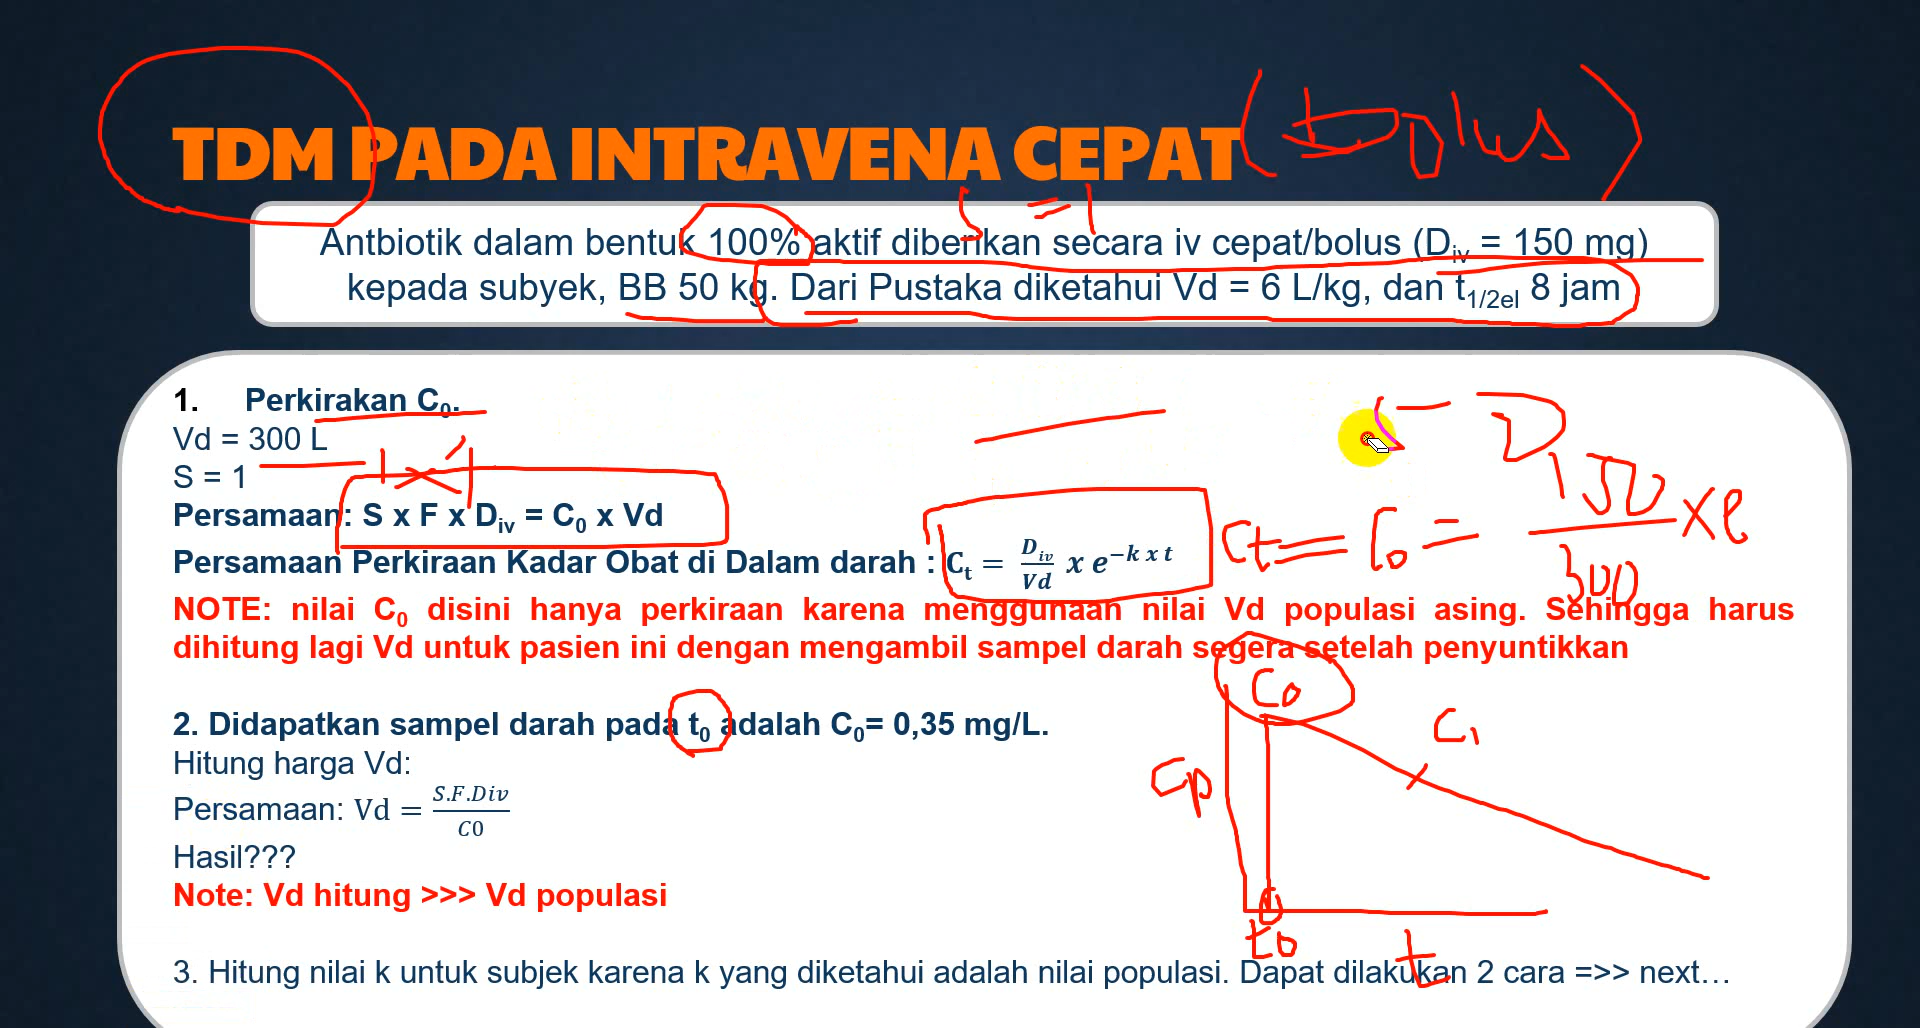 TDM PADA INTRAVENA CEPAT (bolus)
S = 1
Antbiotik dalam bentuk 100% aktif diberikan secara iv cepat/bolus (Div = 150 mg)
kepada subyek, BB 50 kg. Dari Pustaka diketahui Vd = 6 L/kg, dan t1/2el 8 jam
1. Perkirakan C0.
Vd = 300 L
S = 1
1 x 1
Persamaan: S x F x Div = C0 x Vd
Persamaan Perkiraan Kadar Obat di Dalam darah : Ct = Div/Vd x e^-k x t
Ct = C0 = 150/300 x e
NOTE: nilai C0 disini hanya perkiraan karena menggunaan nilai Vd populasi asing. Sehingga harus
dihitung lagi Vd untuk pasien ini dengan mengambil sampel darah segera setelah penyuntikkan
C0
2. Didapatkan sampel darah pada t0 adalah C0= 0,35 mg/L.
C1
Hitung harga Vd:
Cp
Persamaan: Vd = S.F.Div/C0
Hasil???
Note: Vd hitung >>> Vd populasi
t0
t
3. Hitung nilai k untuk subjek karena k yang diketahui adalah nilai populasi. Dapat dilakukan 2 cara =>> next…